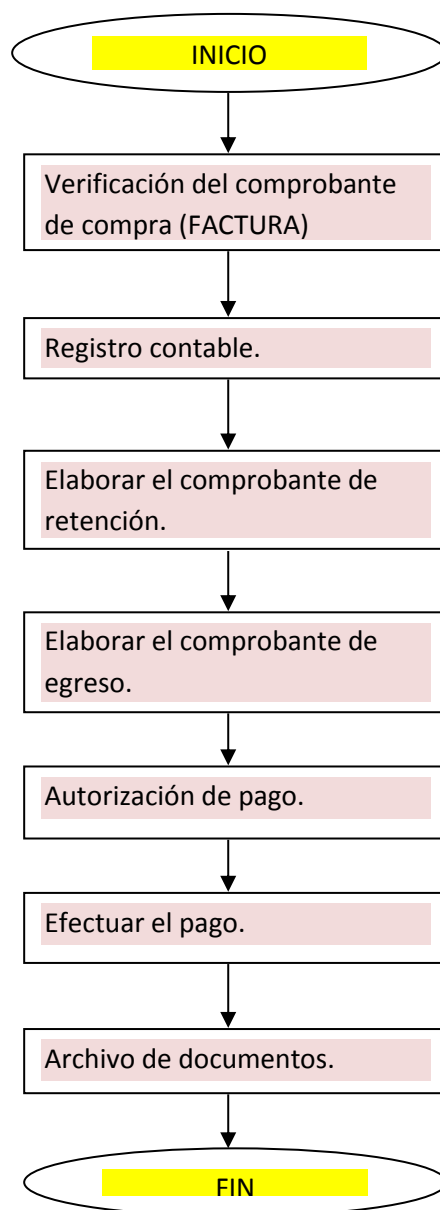 INICIO
Verificación del comprobante
de compra (FACTURA)
Registro contable.
Elaborar el comprobante de
retención.
Elaborar el comprobante de
egreso.
Autorización de pago.
Efectuar el pago.
Archivo de documentos.
FIN